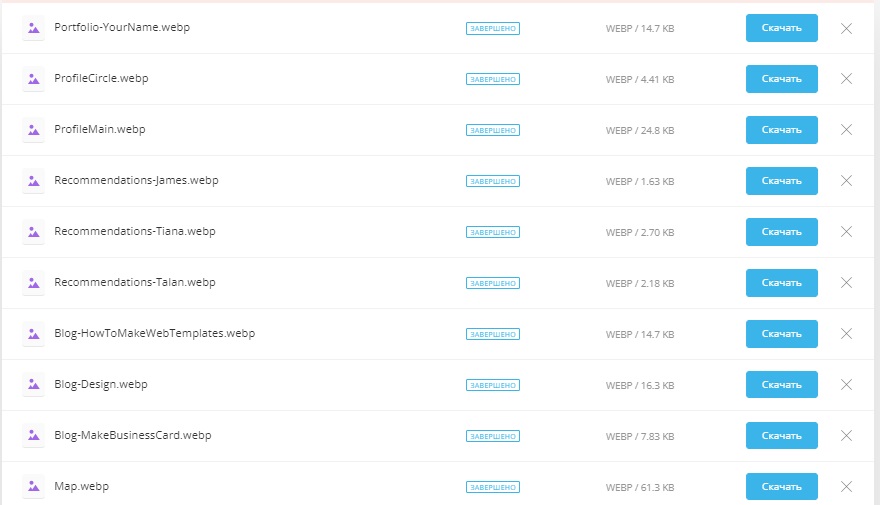 Portfolio-YourName.webp ЗАВЕРШЕНО WEBP / 14.7 KB Скачать
ProfileCircle.webp ЗАВЕРШЕНО WEBP / 4.41 KB Скачать
ProfileMain.webp ЗАВЕРШЕНО WEBP / 24.8 KB Скачать
Recommendations-James.webp ЗАВЕРШЕНО WEBP / 1.63 KB Скачать
Recommendations-Tiana.webp ЗАВЕРШЕНО WEBP / 2.70 KB Скачать
Recommendations-Talan.webp ЗАВЕРШЕНО WEBP / 2.18 KB Скачать
Blog-HowToMakeWebTemplates.webp ЗАВЕРШЕНО WEBP / 14.7 KB Скачать
Blog-Design.webp ЗАВЕРШЕНО WEBP / 16.3 KB Скачать
Blog-MakeBusinessCard.webp ЗАВЕРШЕНО WEBP / 7.83 KB Скачать
Map.webp ЗАВЕРШЕНО WEBP / 61.3 KB Скачать